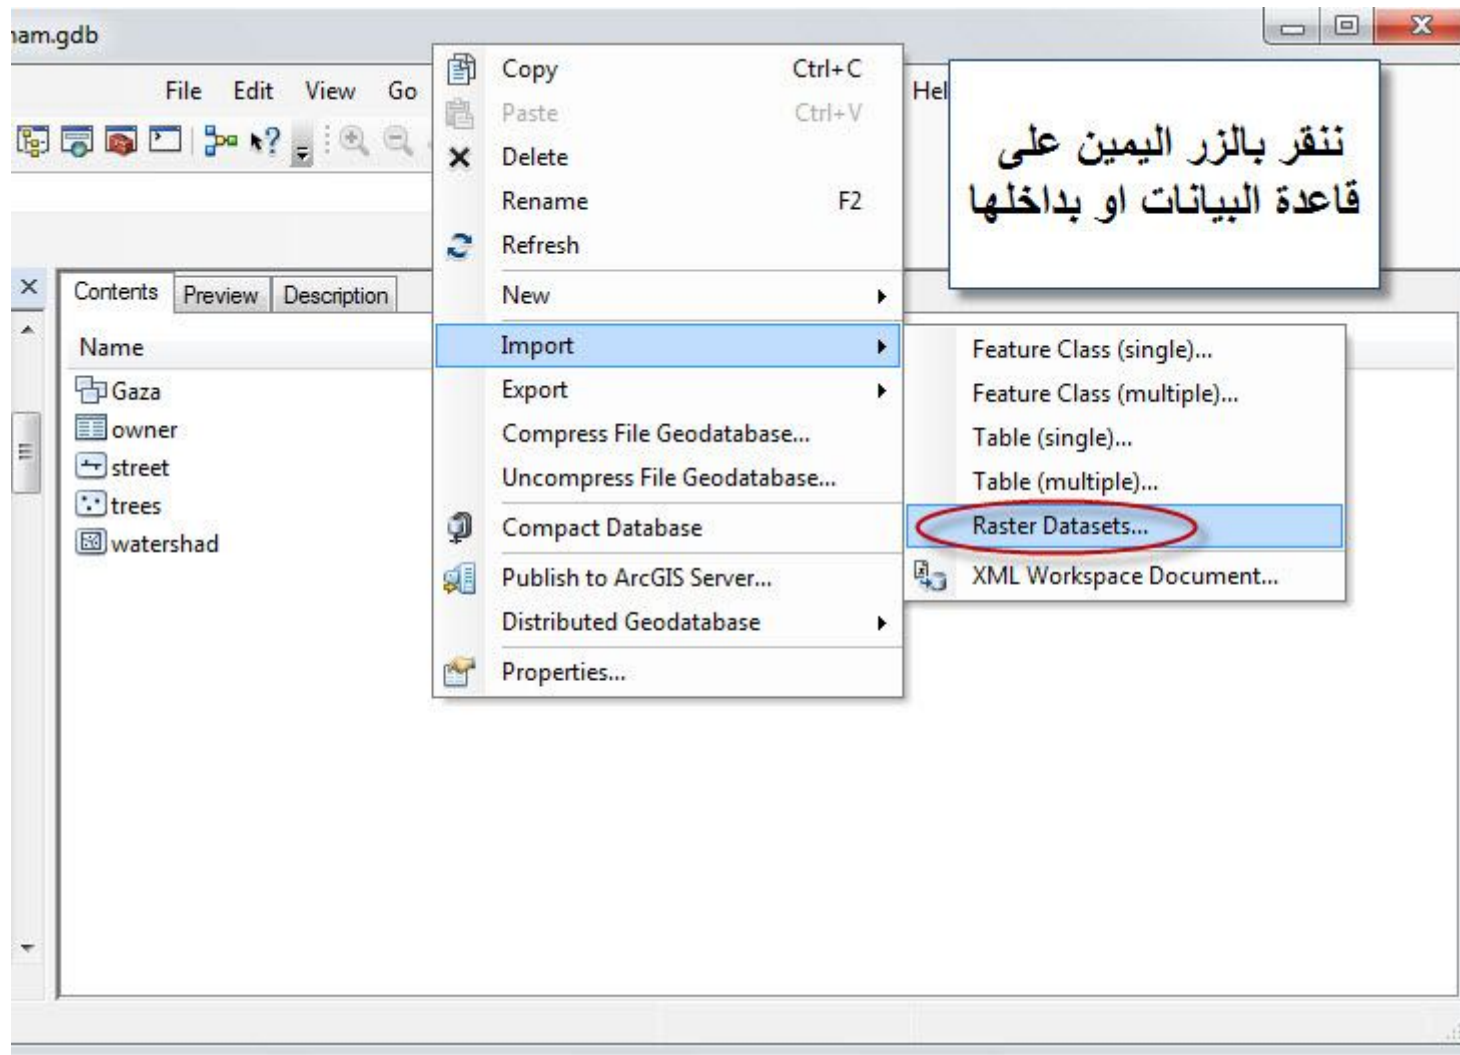 nam.gdb
File Edit View Go
Hel
Copy Ctrl+C
Paste Ctrl+V
Delete
Rename F2
Refresh
New
Import
Export
Compress File Geodatabase...
Uncompress File Geodatabase...
Compact Database
Publish to ArcGIS Server...
Distributed Geodatabase
Properties...
ننقر بالزر اليمين على
قاعدة البيانات او بداخلها
Feature Class (single)...
Feature Class (multiple)...
Table (single)...
Table (multiple)...
Raster Datasets...
XML Workspace Document...
Contents Preview Description
Name
Gaza
owner
street
trees
watershad